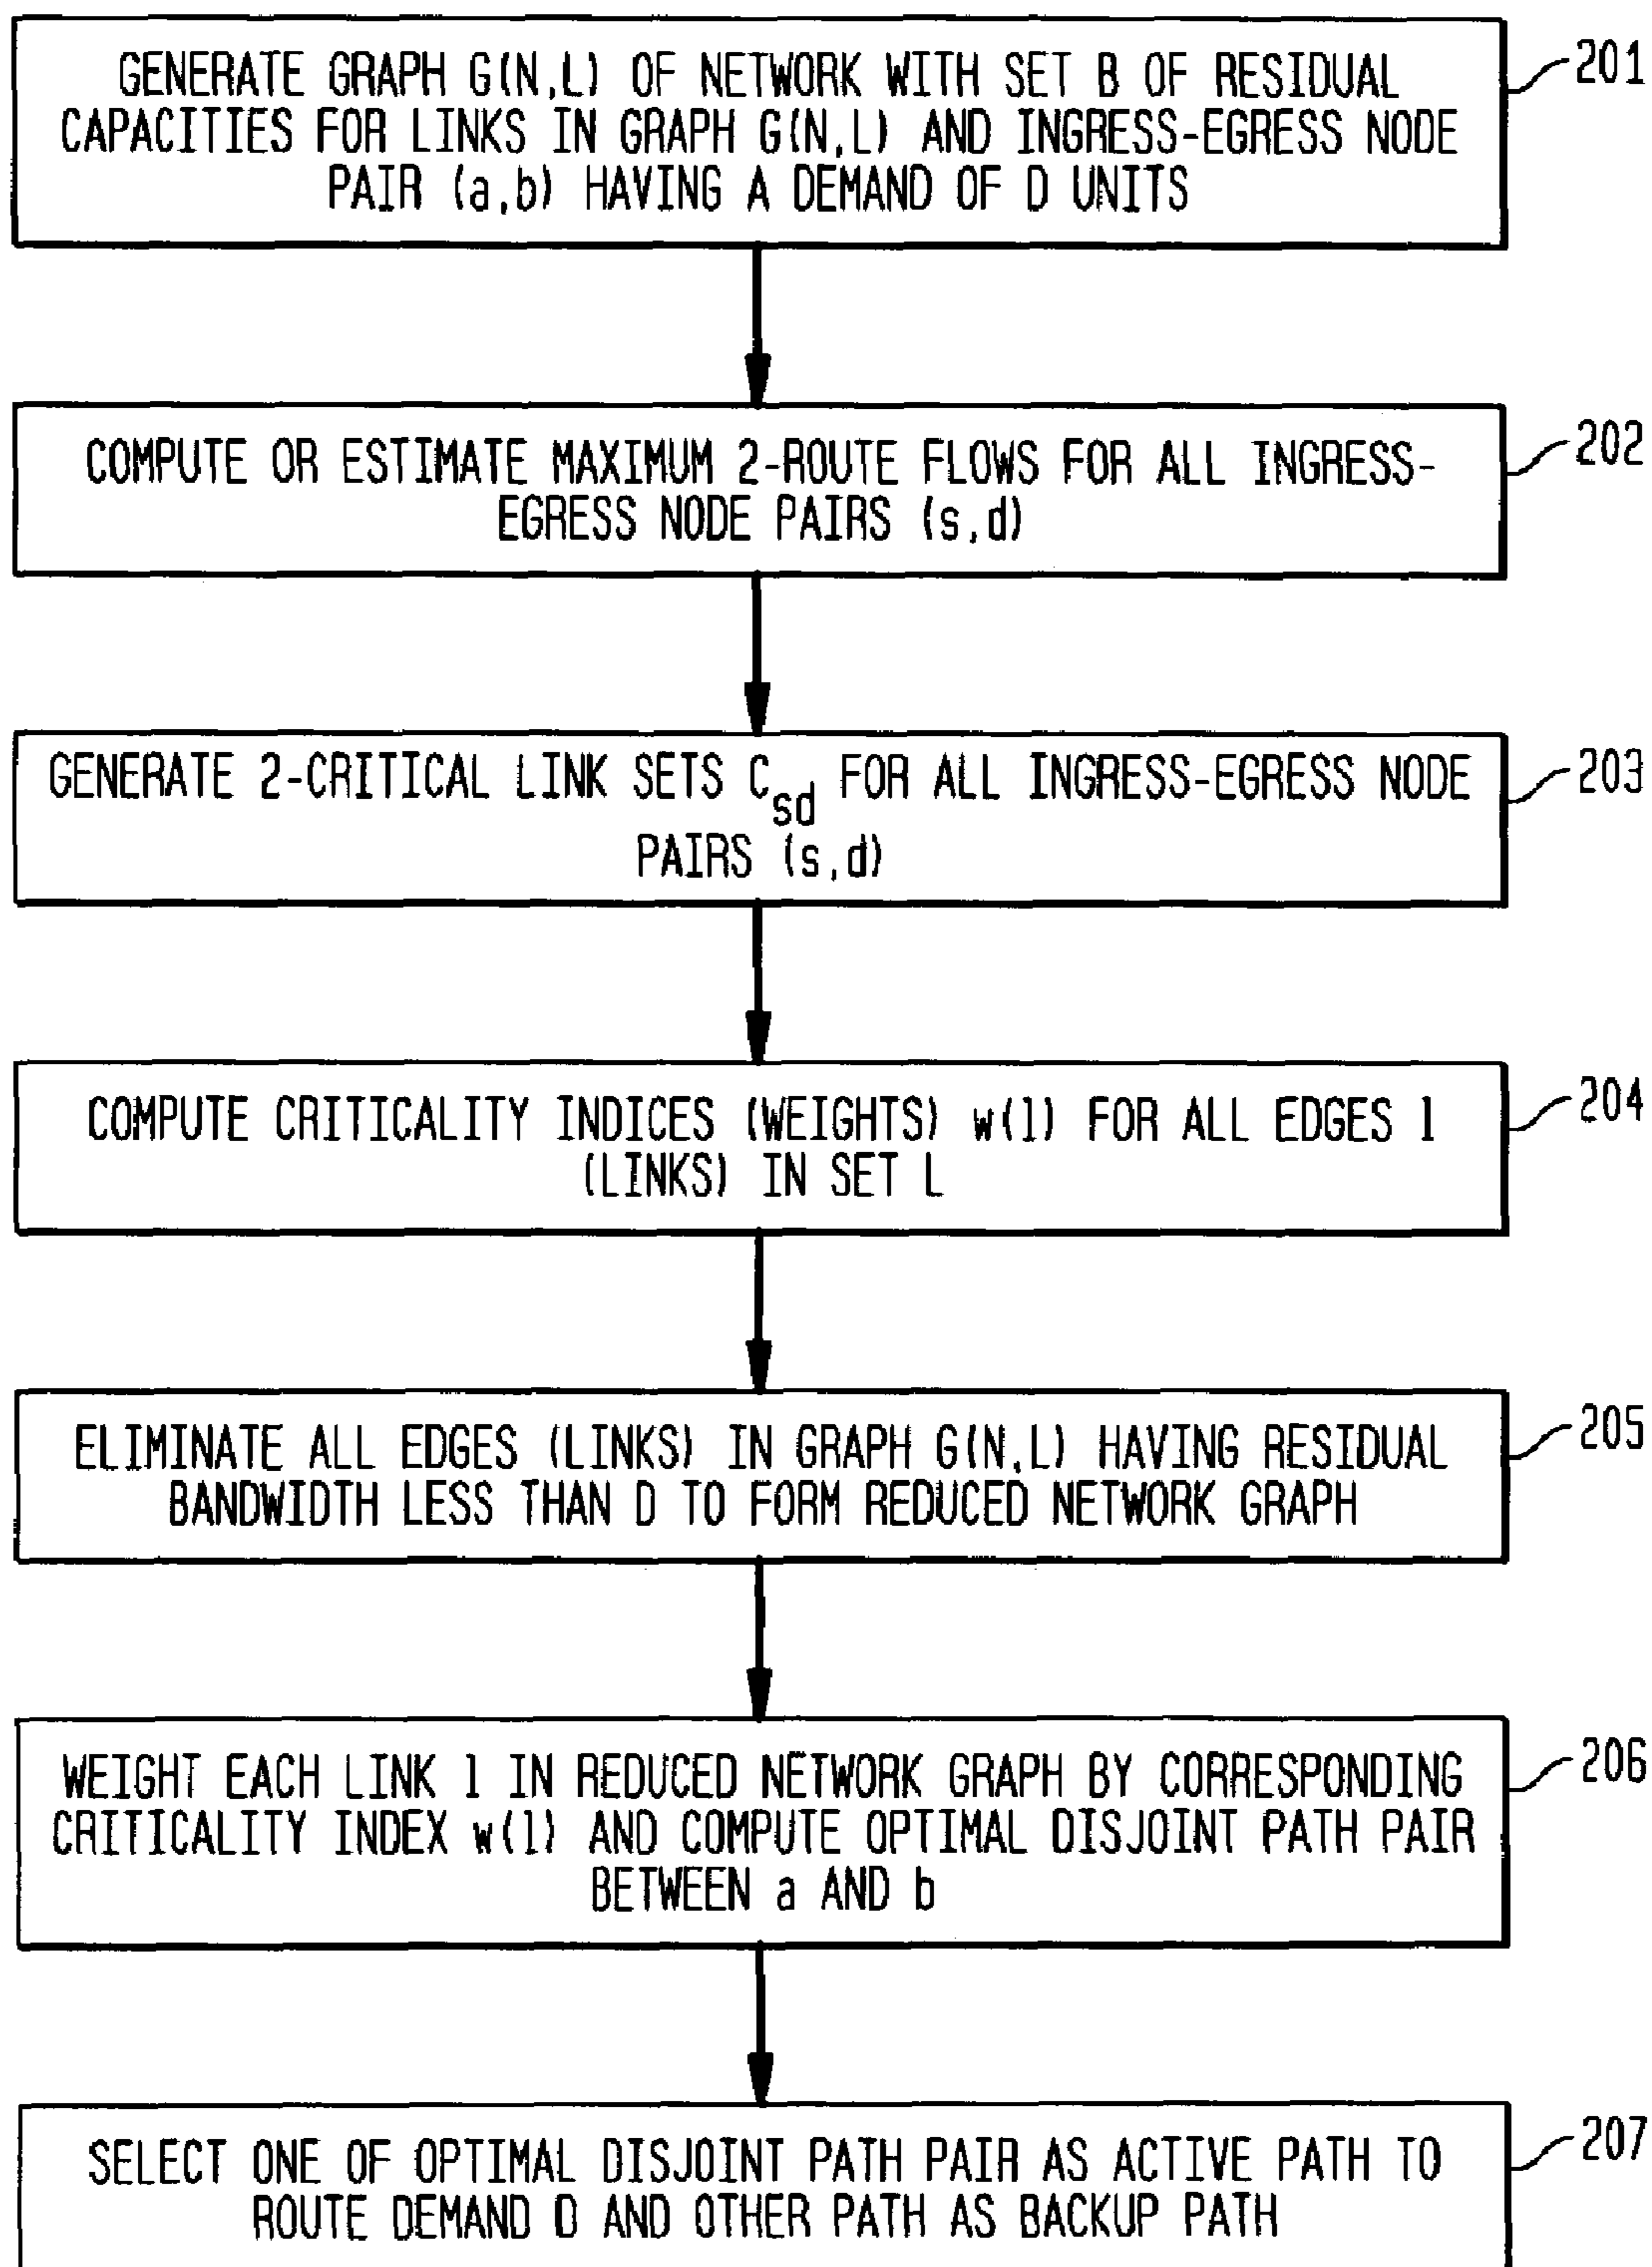 GENERATE GRAPH G(N,L) OF NETWORK WITH SET B OF RESIDUAL
CAPACITIES FOR LINKS IN GRAPH G(N,L) AND INGRESS-EGRESS NODE
PAIR (a,b) HAVING A DEMAND OF D UNITS
201
COMPUTE OR ESTIMATE MAXIMUM 2-ROUTE FLOWS FOR ALL INGRESS-
EGRESS NODE PAIRS (s,d)
202
GENERATE 2-CRITICAL LINK SETS C_sd FOR ALL INGRESS-EGRESS NODE
PAIRS (s,d)
203
COMPUTE CRITICALITY INDICES (WEIGHTS) w(l) FOR ALL EDGES l
(LINKS) IN SET L
204
ELIMINATE ALL EDGES (LINKS) IN GRAPH G(N,L) HAVING RESIDUAL
BANDWIDTH LESS THAN D TO FORM REDUCED NETWORK GRAPH
205
WEIGHT EACH LINK l IN REDUCED NETWORK GRAPH BY CORRESPONDING
CRITICALITY INDEX w(l) AND COMPUTE OPTIMAL DISJOINT PATH PAIR
BETWEEN a AND b
206
SELECT ONE OF OPTIMAL DISJOINT PATH PAIR AS ACTIVE PATH TO
ROUTE DEMAND D AND OTHER PATH AS BACKUP PATH
207